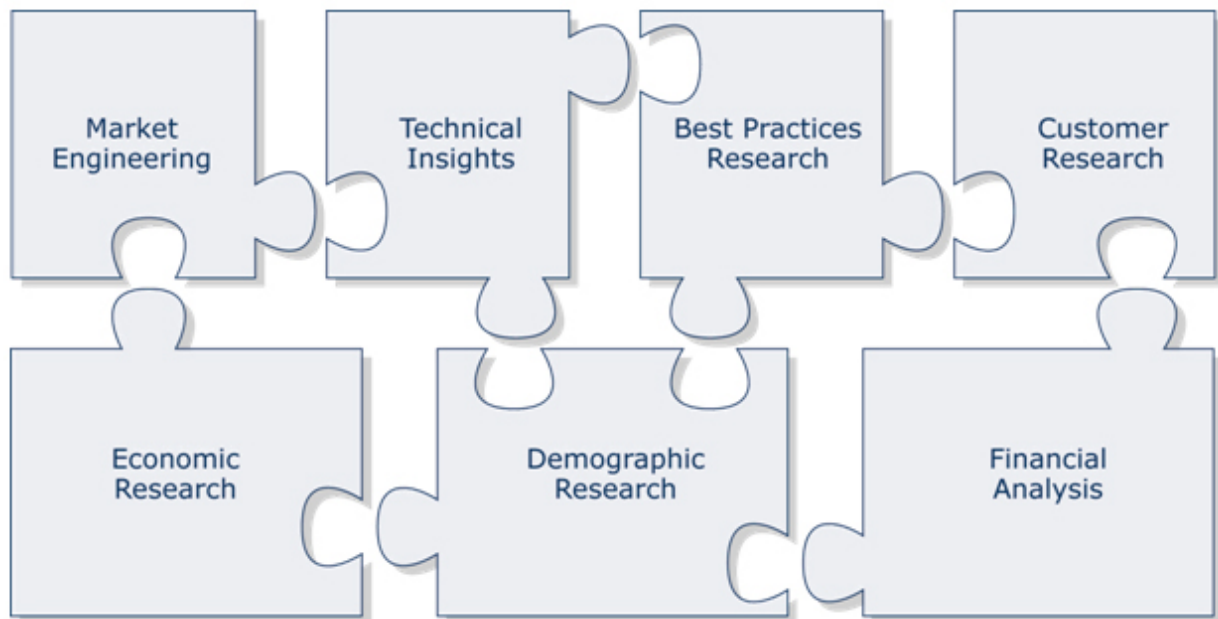 Market
Engineering
Technical
Insights
Best Practices
Research
Customer
Research
Economic
Research
Demographic
Research
Financial
Analysis